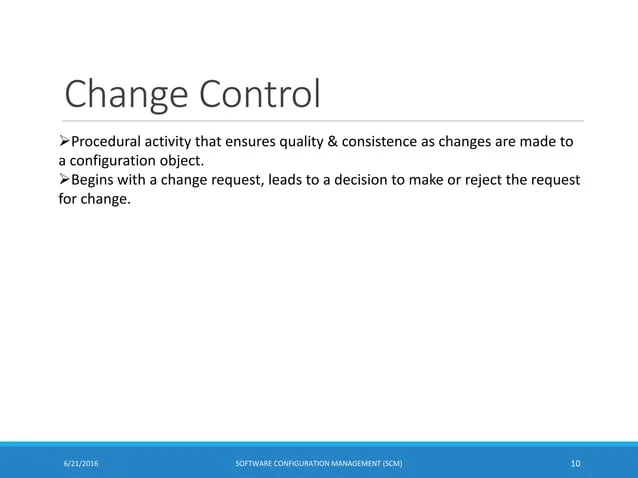 Change Control
➢Procedural activity that ensures quality & consistence as changes are made to
a configuration object.
➢Begins with a change request, leads to a decision to make or reject the request
for change.
6/21/2016
SOFTWARE CONFIGURATION MANAGEMENT (SCM)
10